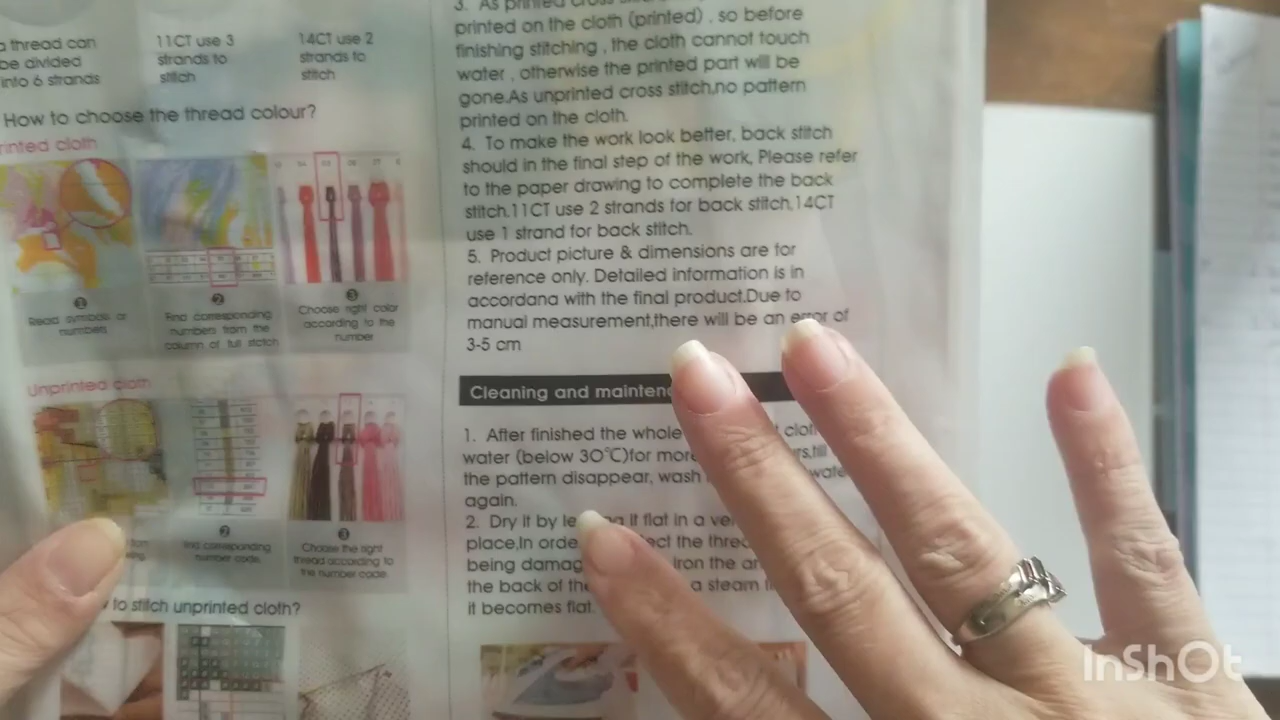 a thread can
be divided
into 6 strands
11CT use 3
strands to
stitch
14CT use 2
strands to
stitch
How to choose the thread colour?
rinted cloth
❶
Read symbols or
numbers
❷
Find corresponding
numbers from the
column of full stotch
❸
Choose right color
according to the
number
Unprinted cloth
❷
find corresponding
number code.
❸
Choose the right
thread according to
the number code
to stitch unprinted cloth?
3. As printed cross
printed on the cloth (printed) , so before
finishing stitching , the cloth cannot touch
water , otherwise the printed part will be
gone.As unprinted cross stitch,no pattern
printed on the cloth.
4. To make the work look better, back stitch
should in the final step of the work, Please refer
to the paper drawing to complete the back
stitch.11CT use 2 strands for back stitch,14CT
use 1 strand for back stitch.
5. Product picture & dimensions are for
reference only. Detailed information is in
accordana with the final product.Due to
manual measurement,there will be an error of
3-5 cm
Cleaning and mainten
1. After finished the whole
water (below 30℃)for more
the pattern disappear, wash
again.
2. Dry it by it flat in a
place,In the
being Iron the
the back of the a steam
it becomes flat.
InShOt